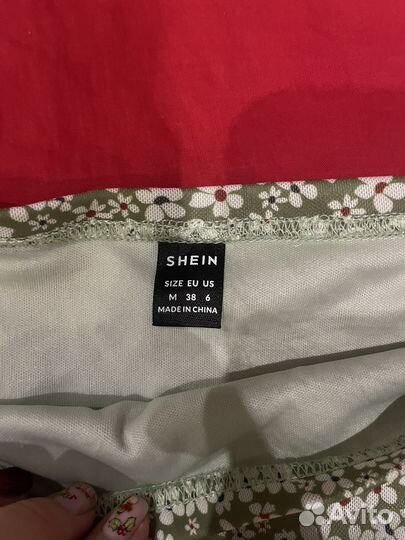 SHEIN
SIZE EU US
M 38 6
MADE IN CHINA
Avito